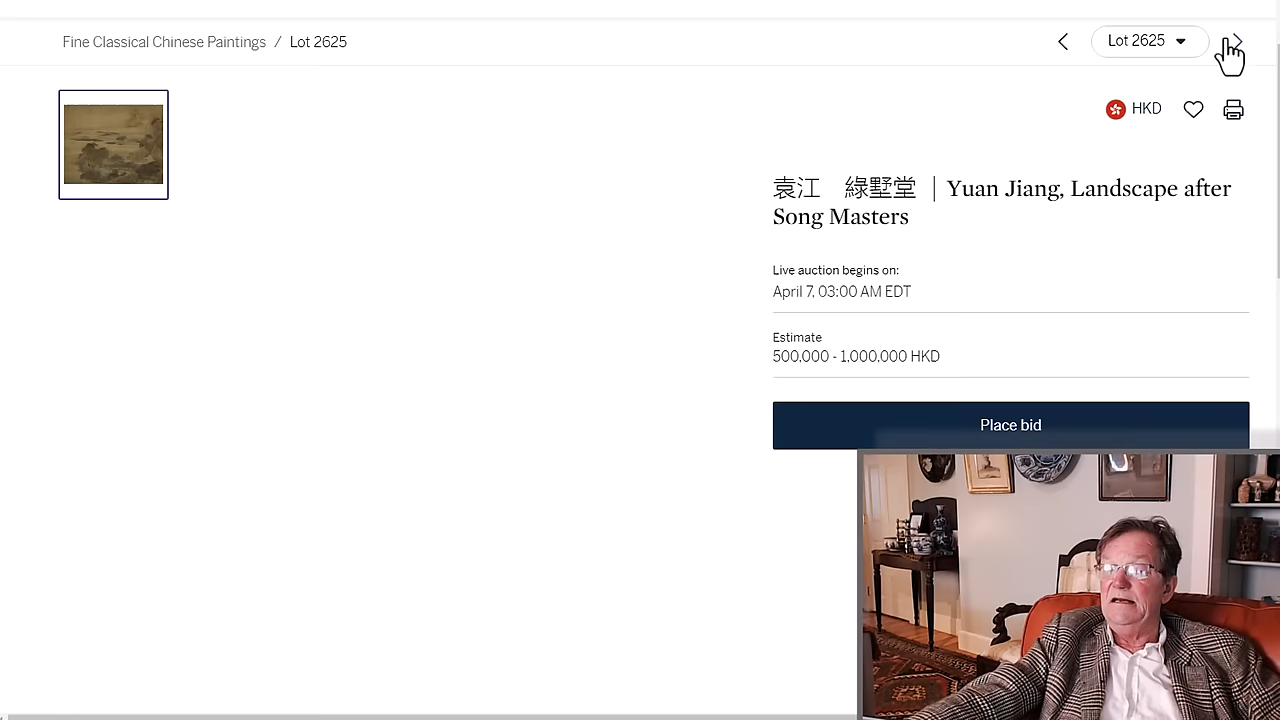 Fine Classical Chinese Paintings / Lot 2625
Lot 2625
HKD
袁江　綠墅堂 ｜Yuan Jiang, Landscape after
Song Masters
Live auction begins on:
April 7, 03:00 AM EDT
Estimate
500,000 - 1,000,000 HKD
Place bid